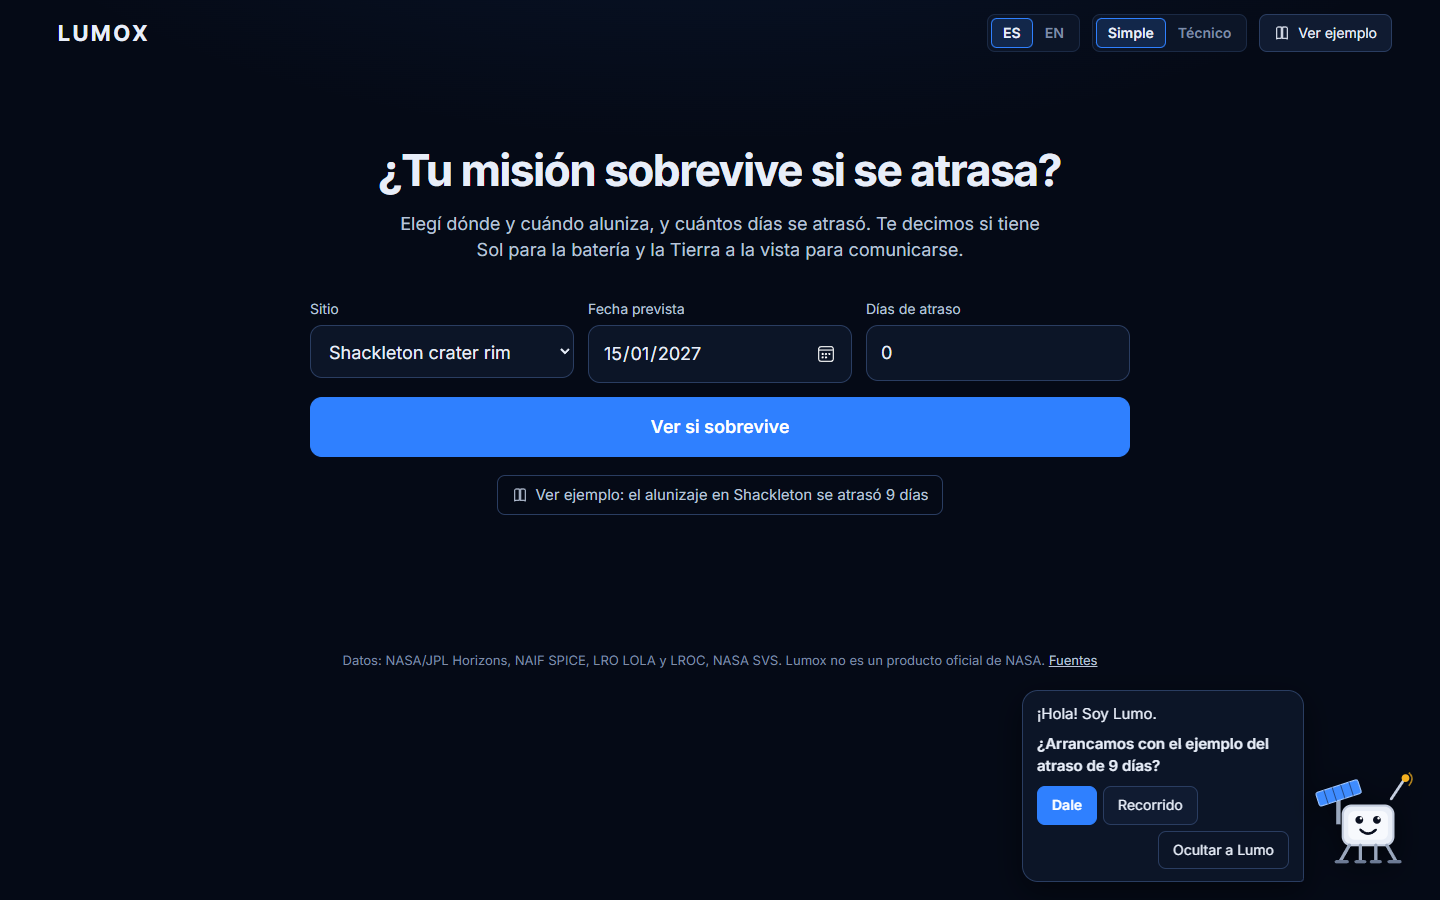 LUMOX
ES EN Simple Técnico Ver ejemplo
¿Tu misión sobrevive si se atrasa?
Elegí dónde y cuándo aluniza, y cuántos días se atrasó. Te decimos si tiene
Sol para la batería y la Tierra a la vista para comunicarse.
Sitio Fecha prevista Días de atraso
Shackleton crater rim 15/01/2027 0
Ver si sobrevive
Ver ejemplo: el alunizaje en Shackleton se atrasó 9 días
Datos: NASA/JPL Horizons, NAIF SPICE, LRO LOLA y LROC, NASA SVS. Lumox no es un producto oficial de NASA. Fuentes
¡Hola! Soy Lumo.
¿Arrancamos con el ejemplo del
atraso de 9 días?
Dale Recorrido
Ocultar a Lumo